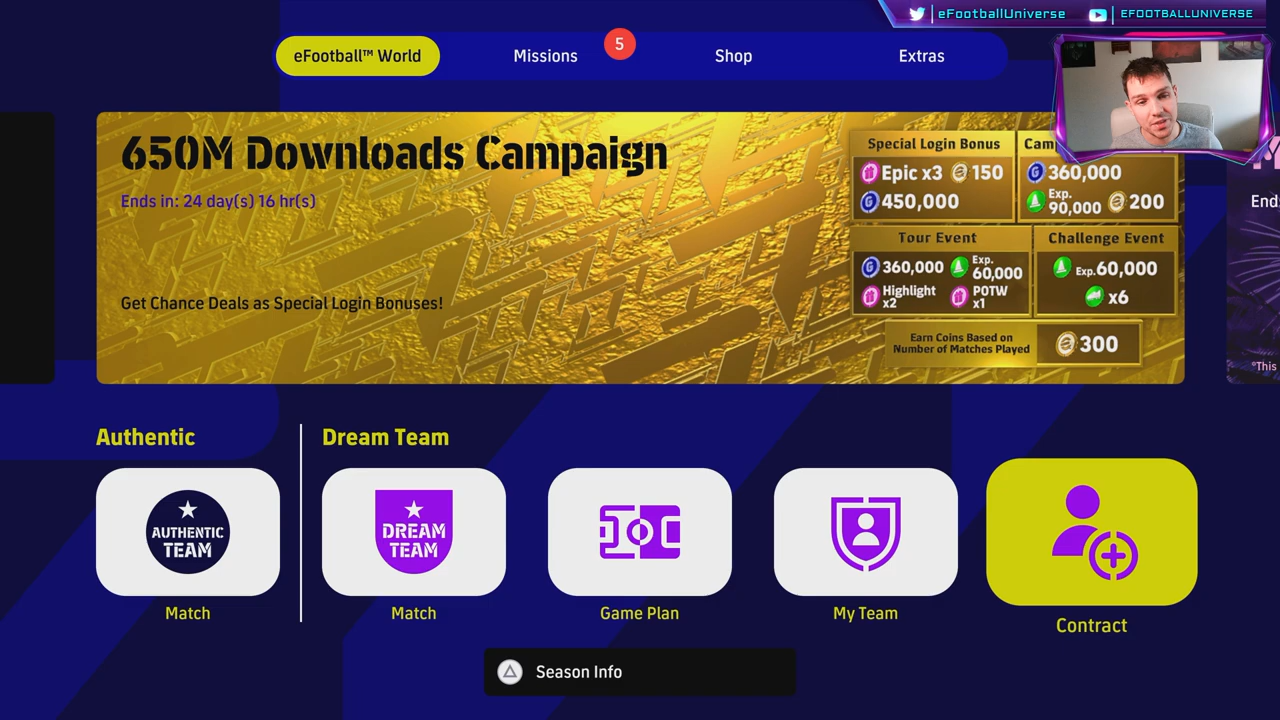 eFootballUniverse
EFOOTBALLUNIVERSE
eFootball™ World
Missions
5
Shop
Extras
650M Downloads Campaign
Ends in: 24 day(s) 16 hr(s)
Get Chance Deals as Special Login Bonuses!
Special Login Bonus
Epic x3 150
450,000
360,000
Exp.
90,000 200
Tour Event
360,000 Exp.
60,000
Highlight
x2
POTW
x1
Challenge Event
Exp.60,000
x6
Earn Coins Based on
Number of Matches Played
300
*This
Authentic
Dream Team
AUTHENTIC
TEAM
Match
DREAM
TEAM
Match
Game Plan
My Team
Contract
Season Info